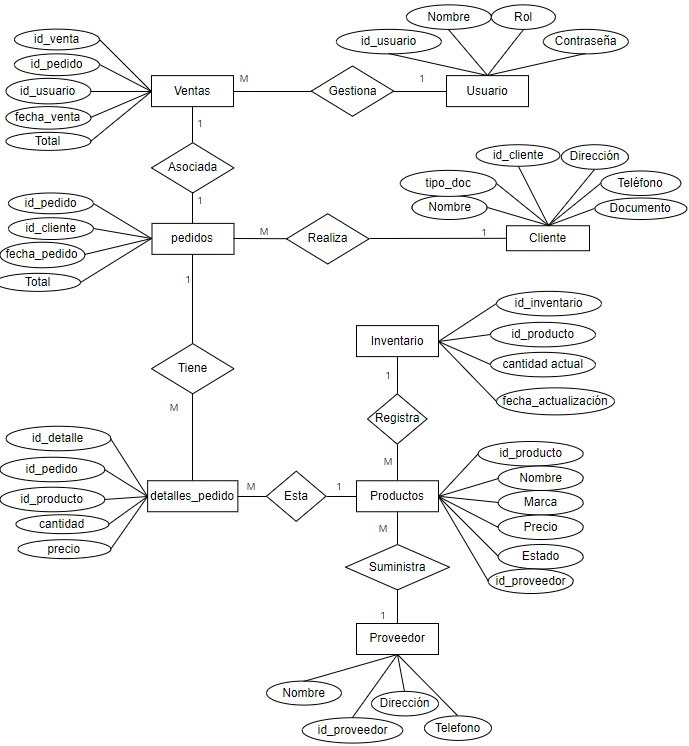 Nombre
Rol
id_venta
id_usuario
Contraseña
id_pedido
M
1
id_usuario
Ventas
Gestiona
Usuario
fecha_venta
1
Total
id_cliente
Dirección
Asociada
tipo_doc
Teléfono
id_pedido
1
Nombre
Documento
id_cliente
M
1
pedidos
Realiza
Cliente
fecha_pedido
Total
1
id_inventario
id_producto
Inventario
cantidad actual
Tiene
1
fecha_actualización
M
Registra
id_detalle
id_producto
M
id_pedido
Nombre
M
1
id_producto
detalles_pedido
Esta
Productos
Marca
cantidad
Precio
M
precio
Estado
Suministra
id_proveedor
1
Proveedor
Nombre
Dirección
id_proveedor
Telefono